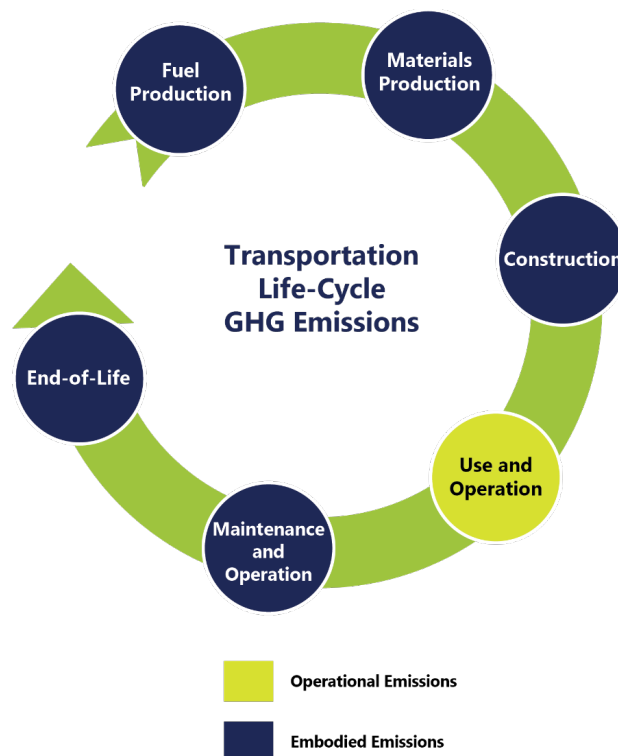 Fuel
Production
Materials
Production
Transportation
Life-Cycle
GHG Emissions
Construction
End-of-Life
Use and
Operation
Maintenance
and
Operation
Operational Emissions
Embodied Emissions